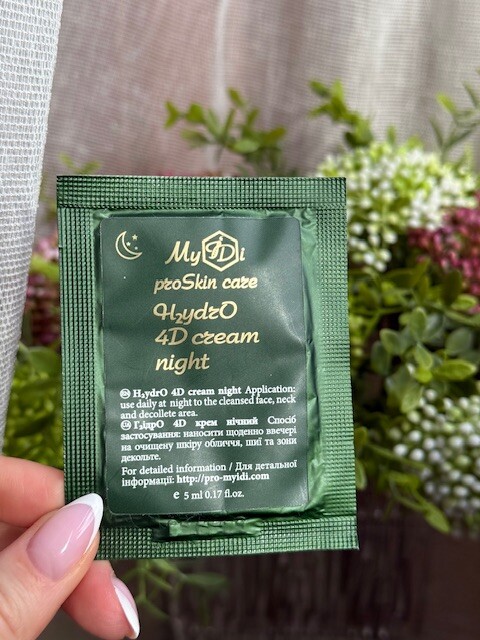 MyIDi
proSkin care
H₂ydrO
4D cream
night
H₂ydrO 4D cream night Application:
use daily at night to the cleansed face, neck
and decollete area.
Г₂ідрО 4D крем нічний Спосіб
застосування: наносити щоденно ввечері
на очищену шкіру обличчя, шиї та зони
декольте.
For detailed information / Для детальної
інформації: http://pro-myidi.com
e 5 ml 0.17 fl.oz.